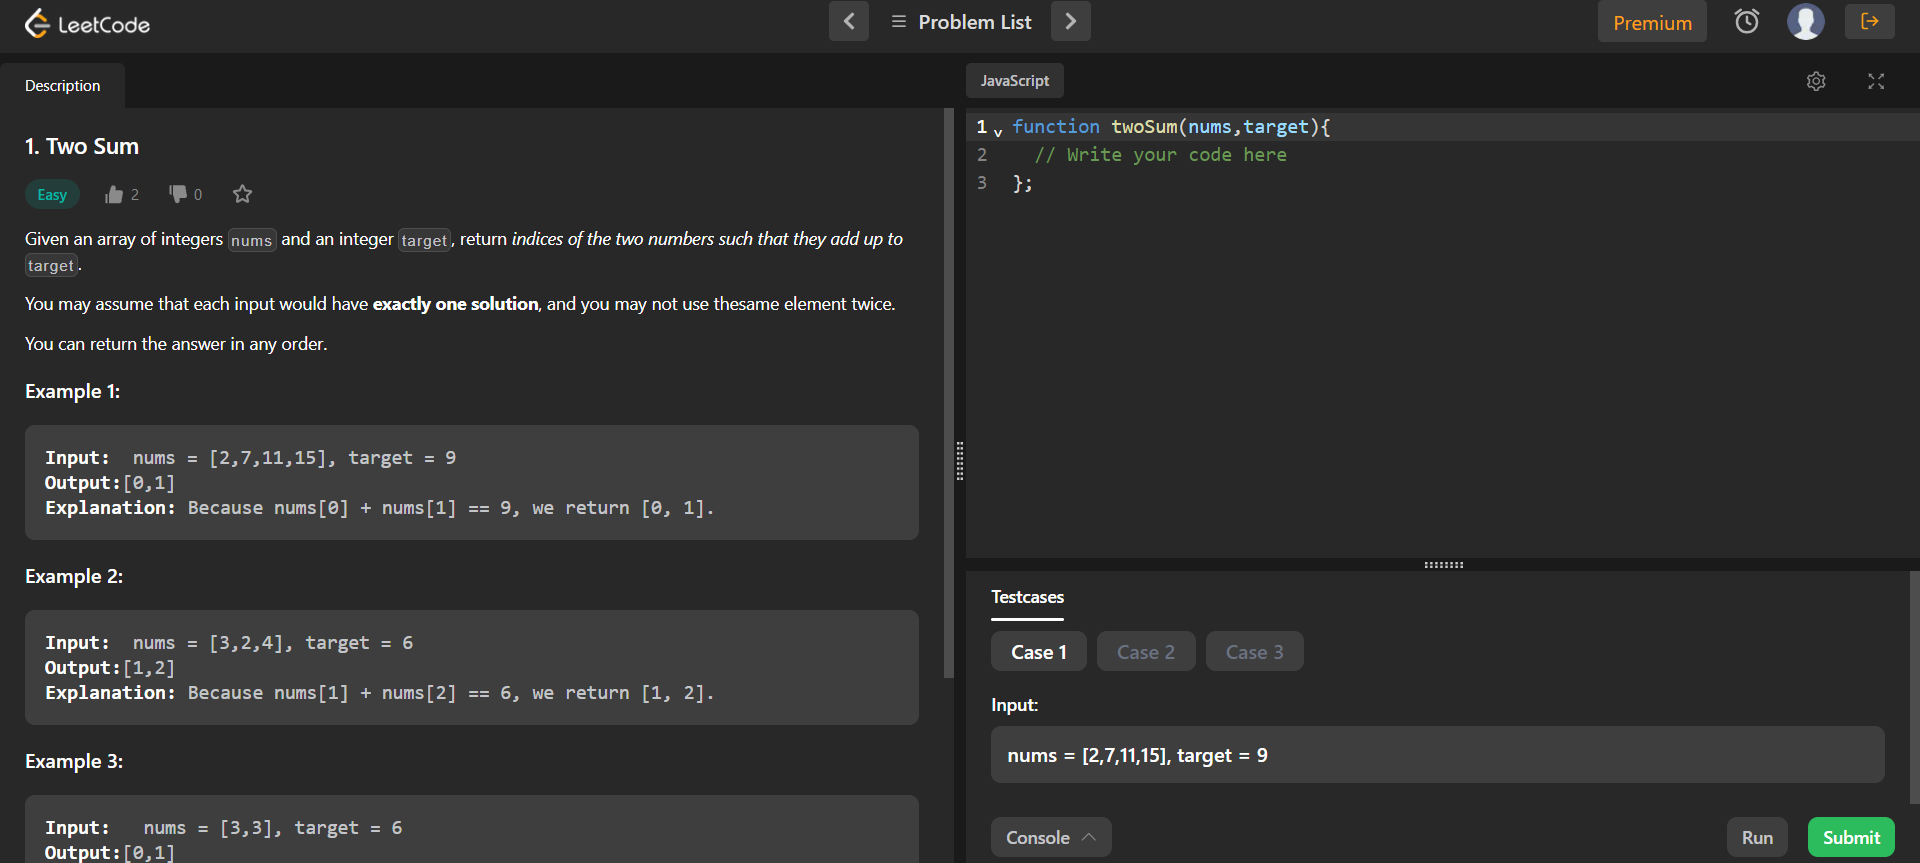 LeetCode
Problem List
Premium
Description
1. Two Sum
Easy 2 0
Given an array of integers nums and an integer target, return indices of the two numbers such that they add up to
target.
You may assume that each input would have exactly one solution, and you may not use thesame element twice.
You can return the answer in any order.
Example 1:
Input: nums = [2,7,11,15], target = 9
Output:[0,1]
Explanation: Because nums[0] + nums[1] == 9, we return [0, 1].
Example 2:
Input: nums = [3,2,4], target = 6
Output:[1,2]
Explanation: Because nums[1] + nums[2] == 6, we return [1, 2].
Example 3:
Input: nums = [3,3], target = 6
Output:[0,1]
JavaScript
1 function twoSum(nums,target){
2 // Write your code here
3 };
Testcases
Case 1 Case 2 Case 3
Input:
nums = [2,7,11,15], target = 9
Console Run Submit